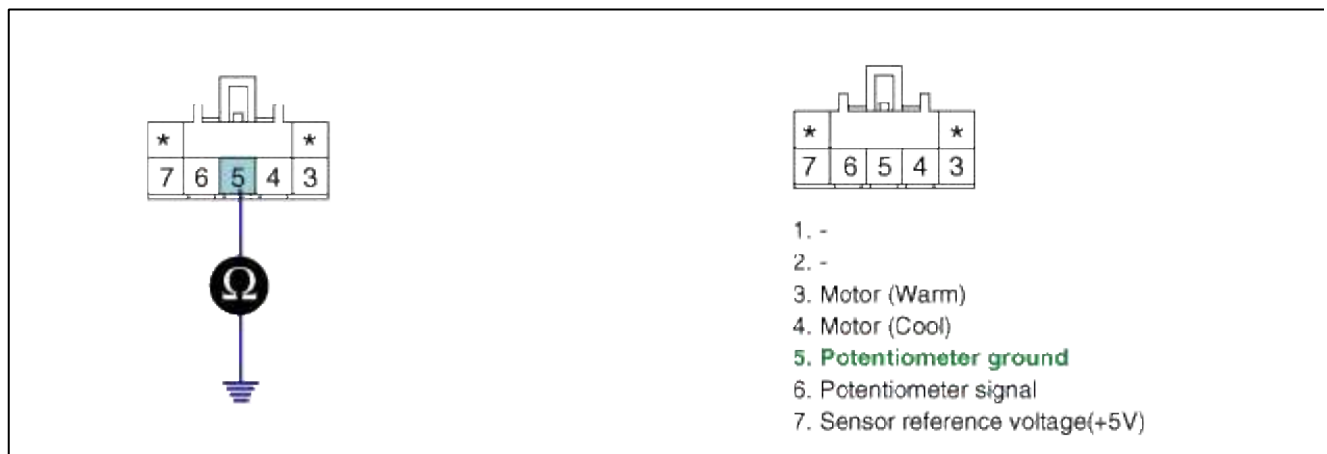 * *
7 6 5 4 3
Ω
* *
7 6 5 4 3
1. -
2. -
3. Motor (Warm)
4. Motor (Cool)
5. Potentiometer ground
6. Potentiometer signal
7. Sensor reference voltage(+5V)